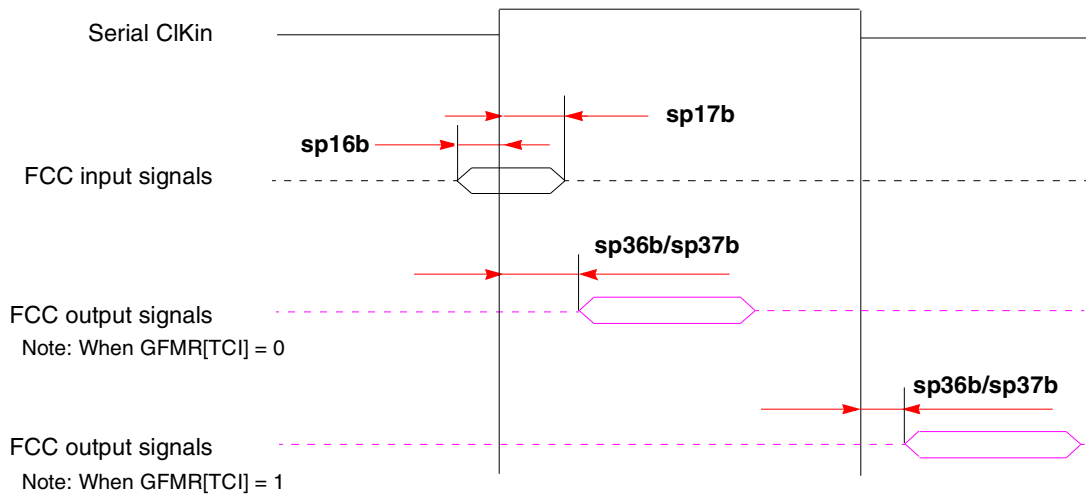 Serial ClKin
sp17b
sp16b
FCC input signals
sp36b/sp37b
FCC output signals
Note: When GFMR[TCI] = 0
sp36b/sp37b
FCC output signals
Note: When GFMR[TCI] = 1